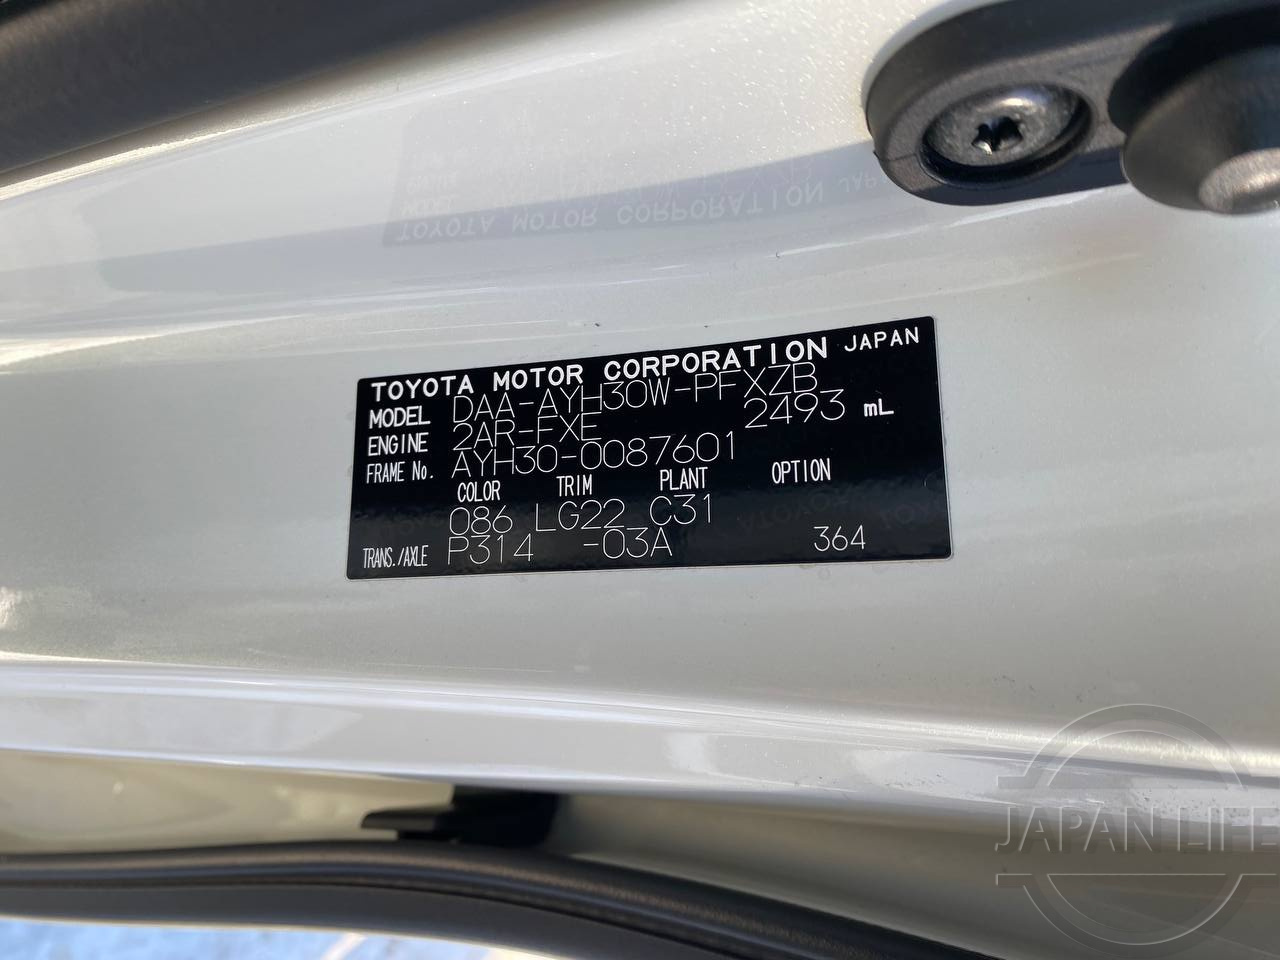 TOYOTA MOTOR CORPORATION JAPAN
MODEL DAA-AYH30W-PFXZB
ENGINE 2AR-FXE 2493 mL
FRAME No. AYH30-0087601
COLOR TRIM PLANT OPTION
086 LG22 C31
TRANS./AXLE P314 -03A 364
JAPAN LIFE